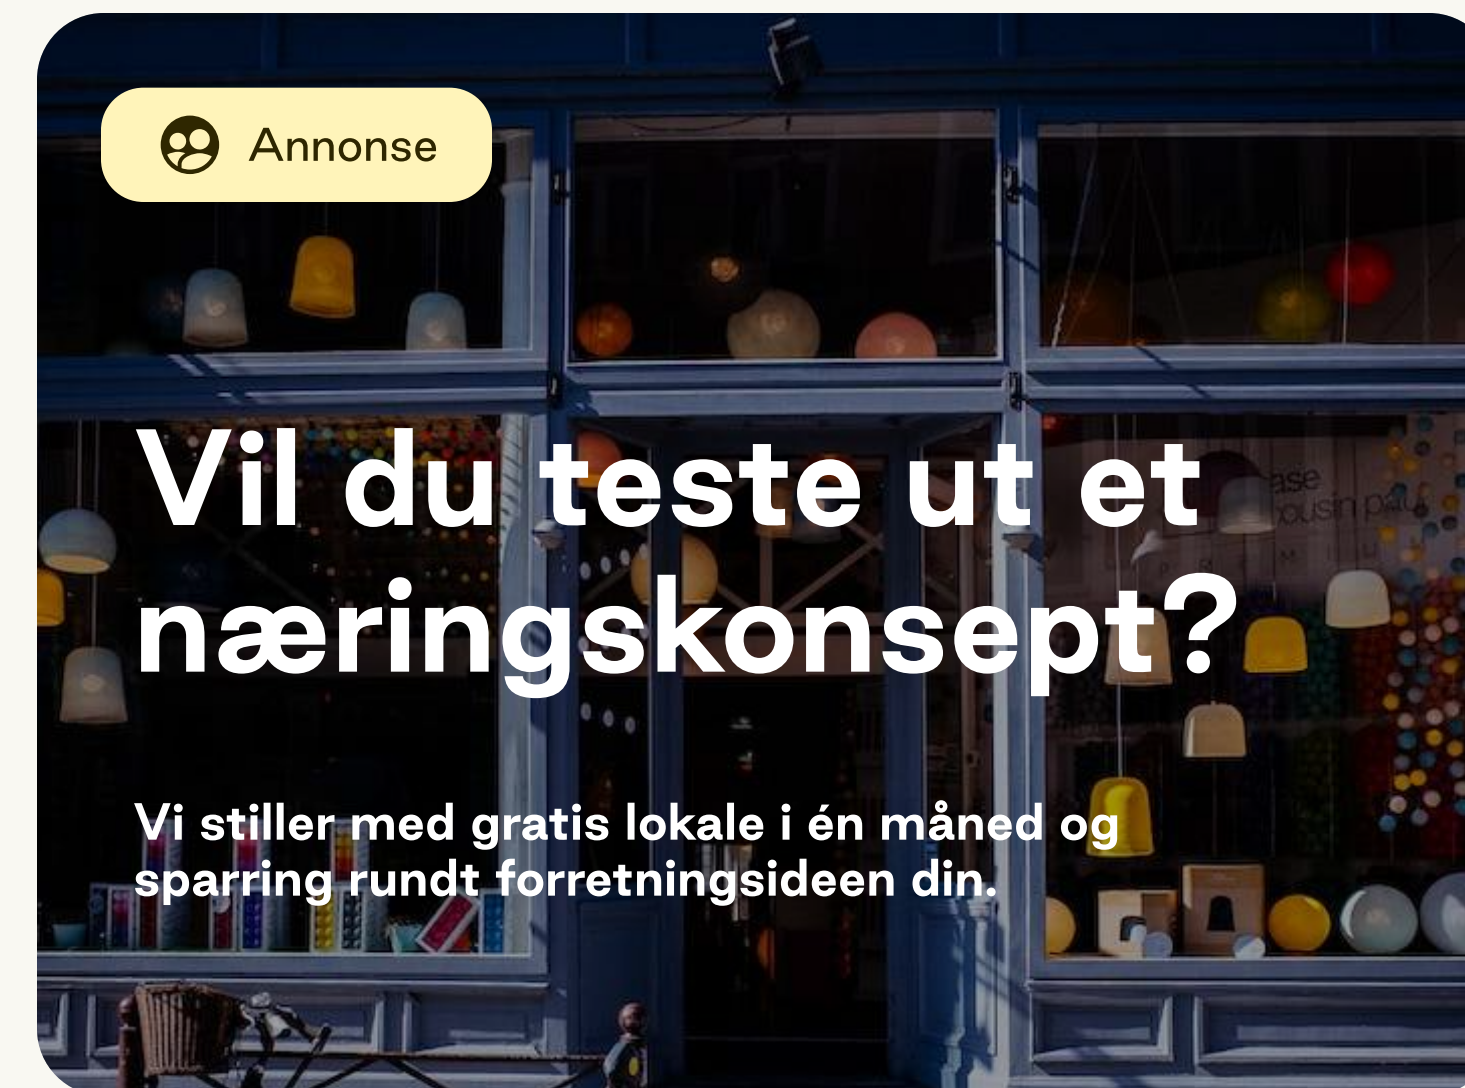 Annonse
Vil du teste ut et
næringskonsept?
Vi stiller med gratis lokale i én måned og
sparring rundt forretningsideen din.